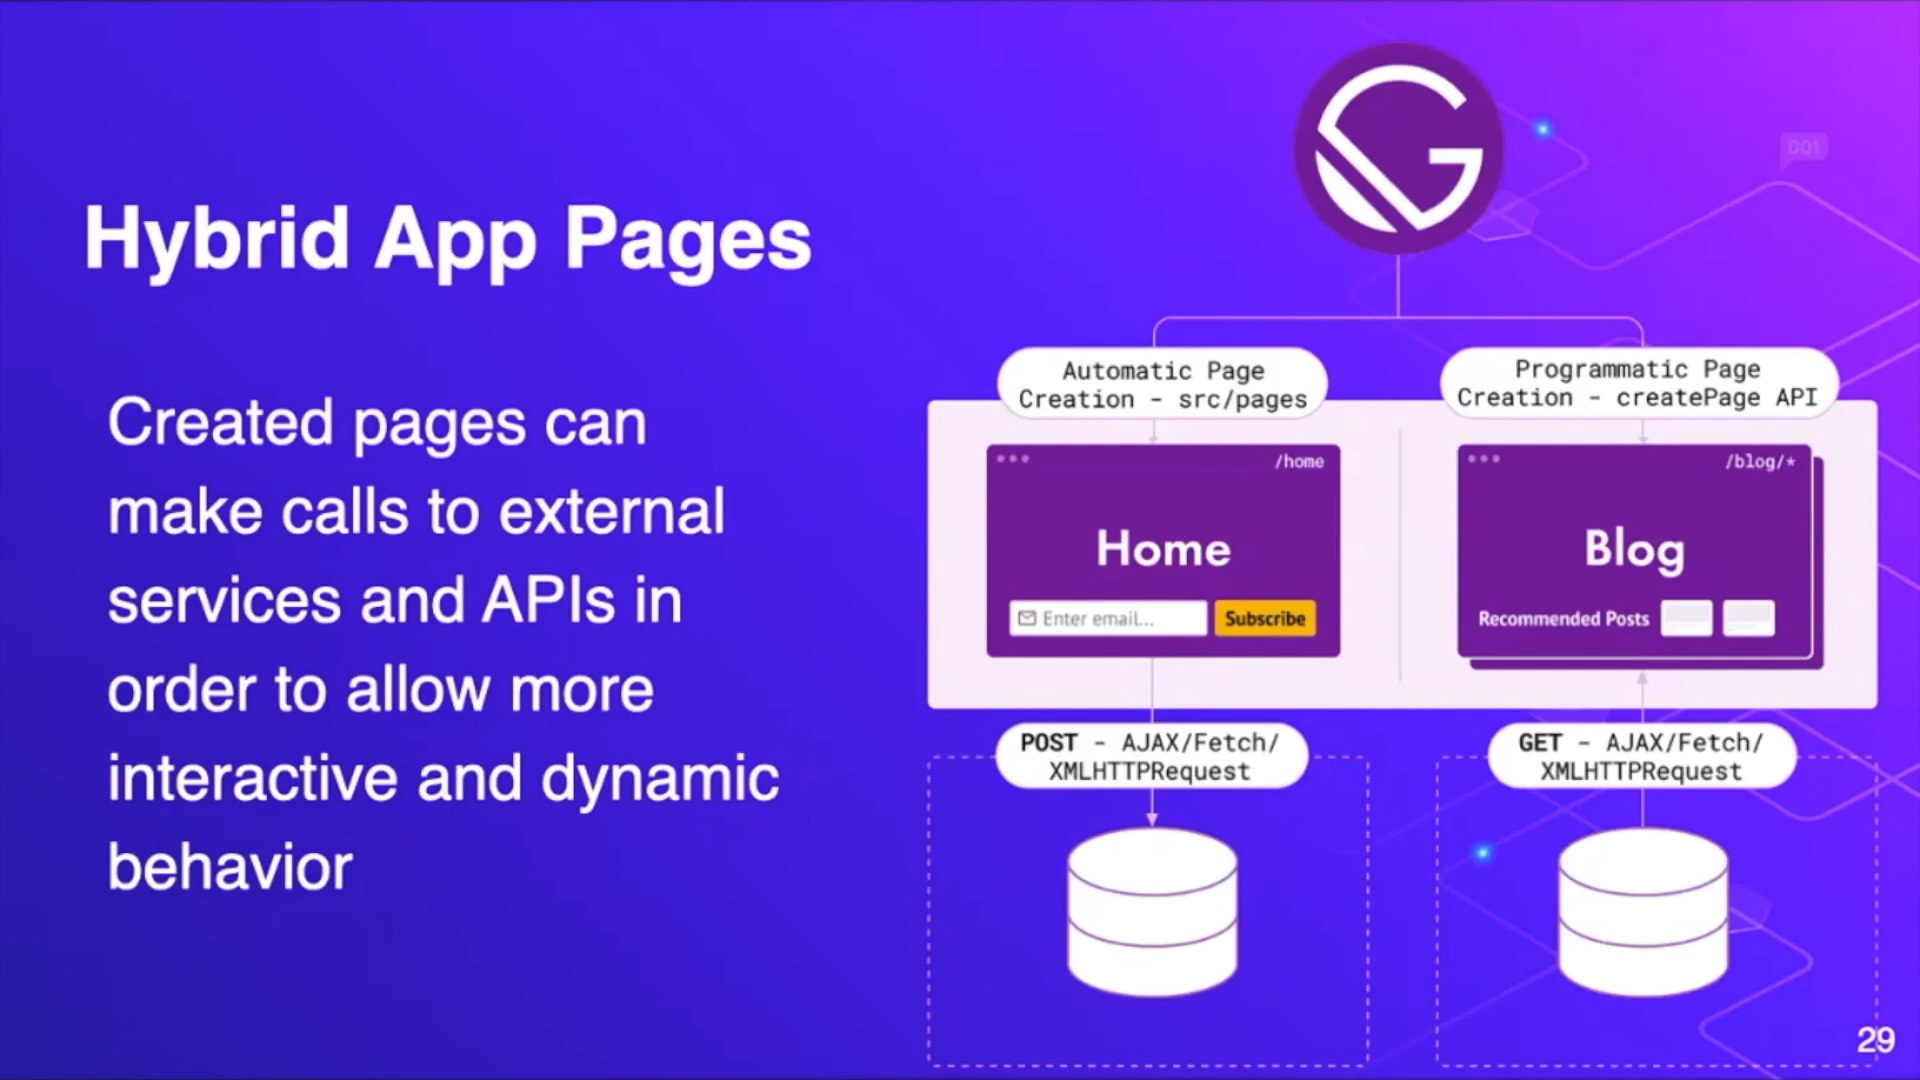 001
Hybrid App Pages
Created pages can
make calls to external
services and APIs in
order to allow more
interactive and dynamic
behavior
Automatic Page
Creation - src/pages
/home
Home
Enter email...
Subscribe
POST - AJAX/Fetch/
XMLHTTPRequest
Programmatic Page
Creation - createPage API
/blog/*
Blog
Recommended Posts
GET - AJAX/Fetch/
XMLHTTPRequest
29